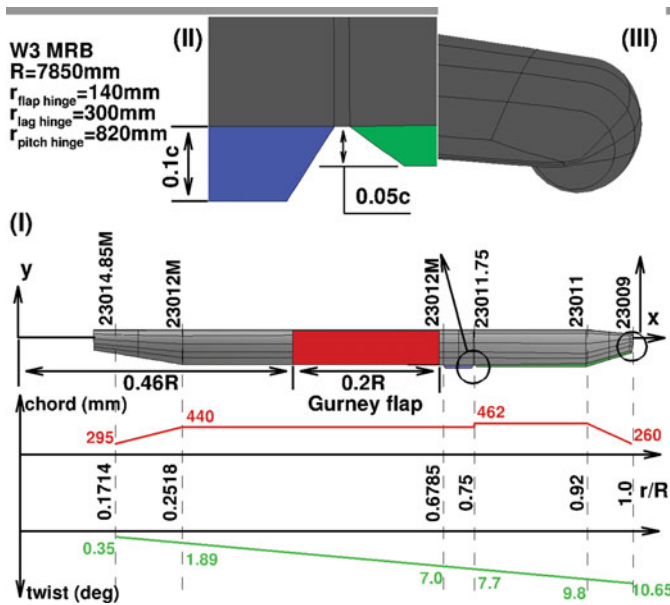 W3 MRB
R=7850mm
r flap hinge=140mm
r lag hinge=300mm
r pitch hinge=820mm
(II)
(III)
0.1c
0.05c
(I)
y
23014.85M
23012M
23012M
23011.75
23011
23009
x
0.46R
0.2R
Gurney flap
chord (mm)
295
440
462
260
0.1714
0.2518
0.6785
0.75
0.92
1.0
r/R
0.35
1.89
7.0
7.7
9.8
10.65
twist (deg)